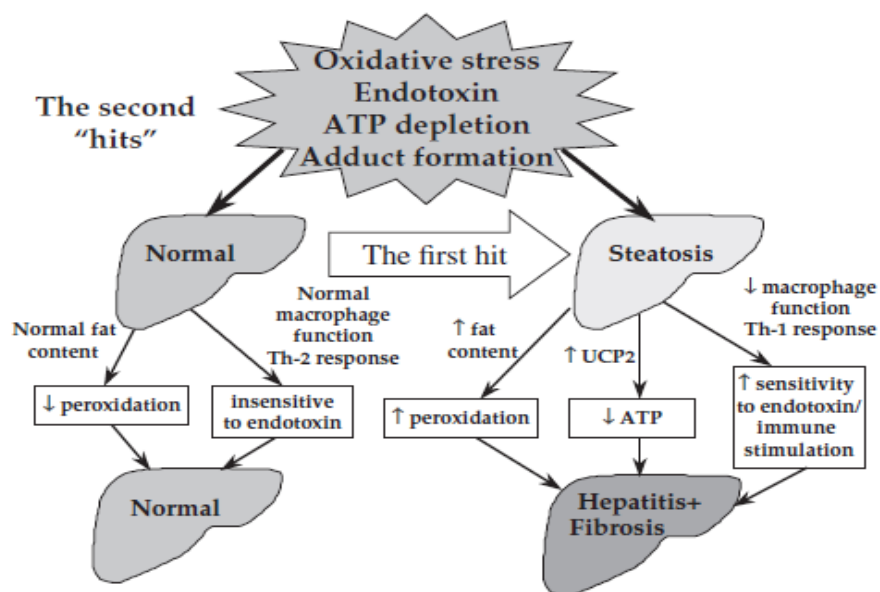 Oxidative stress
Endotoxin
ATP depletion
Adduct formation
The second
“hits”
Normal
The first hit
Steatosis
Normal fat
content
Normal
macrophage
function
Th-2 response
↑ fat
content
↑ UCP2
↓ macrophage
function
Th-1 response
↓ peroxidation
insensitive
to endotoxin
↑ peroxidation
↓ ATP
↑ sensitivity
to endotoxin/
immune
stimulation
Normal
Hepatitis+
Fibrosis